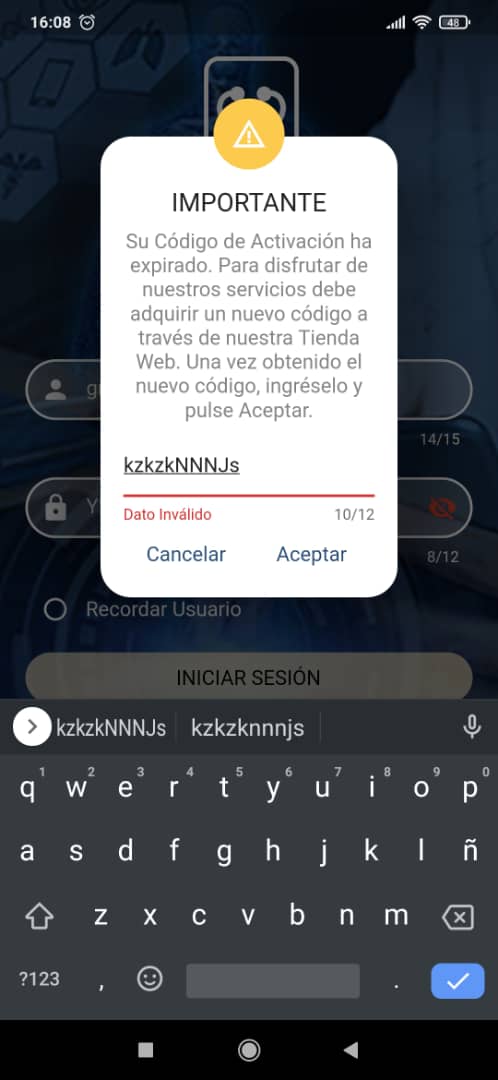 16:08
48
IMPORTANTE
Su Código de Activación ha
expirado. Para disfrutar de
nuestros servicios debe
adquirir un nuevo código a
través de nuestra Tienda
Web. Una vez obtenido el
nuevo código, ingréselo y
pulse Aceptar.
14/15
kzkzkNNNJs
Dato Inválido 10/12
Y
Cancelar Aceptar
8/12
Recordar Usuario
INICIAR SESIÓN
kzkzkNNNJs kzkzknnnjs
1 2 3 4 5 6 7 8 9 0
q w e r t y u i o p
a s d f g h j k l ñ
z x c v b n m
?123 , .